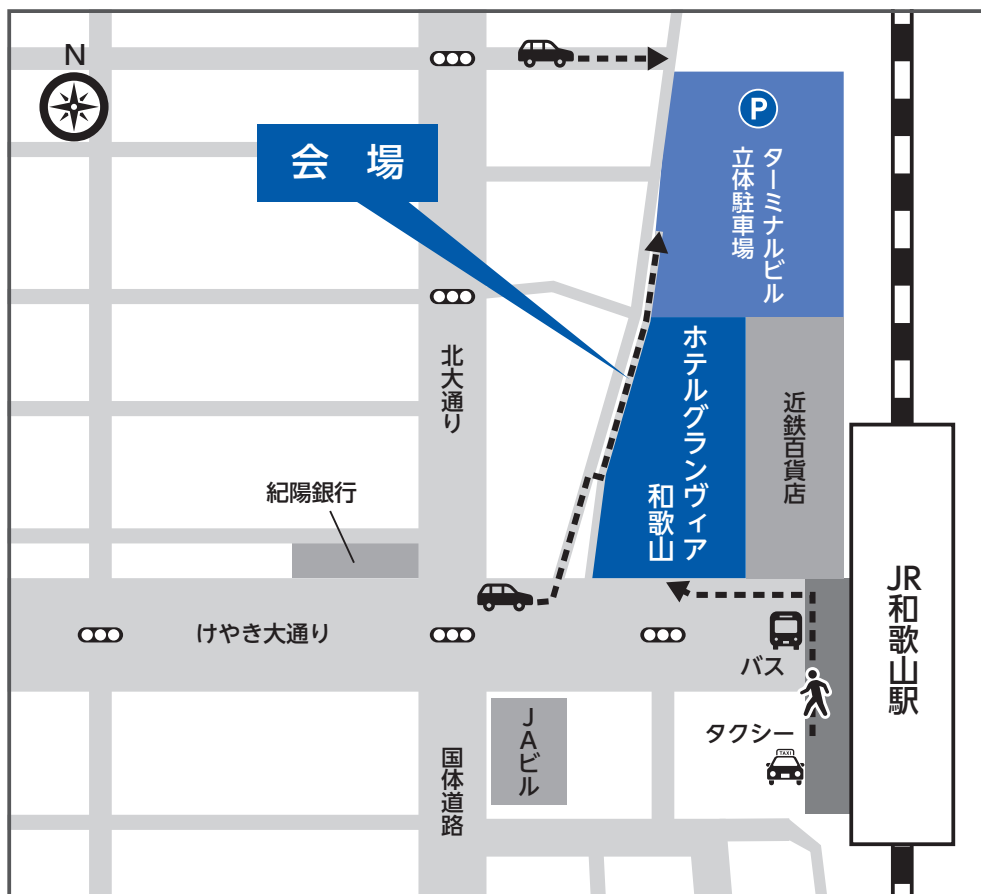 N
会 場
P
ターミナルビル
立体駐車場
北大通り
ホテルグランヴィア
和歌山
近鉄百貨店
紀陽銀行
JR和歌山駅
けやき大通り
バス
タクシー
TAXI
JAビル
国体道路